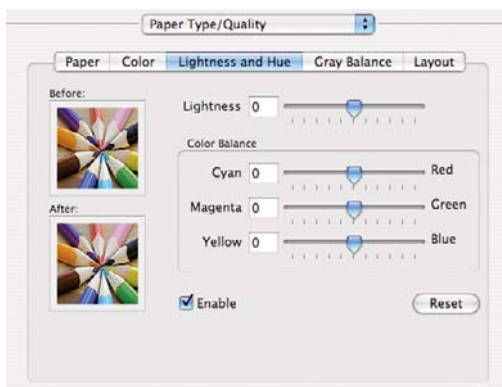 Paper Type/Quality
Paper Color Lightness and Hue Gray Balance Layout
Before:
Lightness 0
Color Balance
Cyan 0 Red
Magenta 0 Green
After:
Yellow 0 Blue
Enable Reset